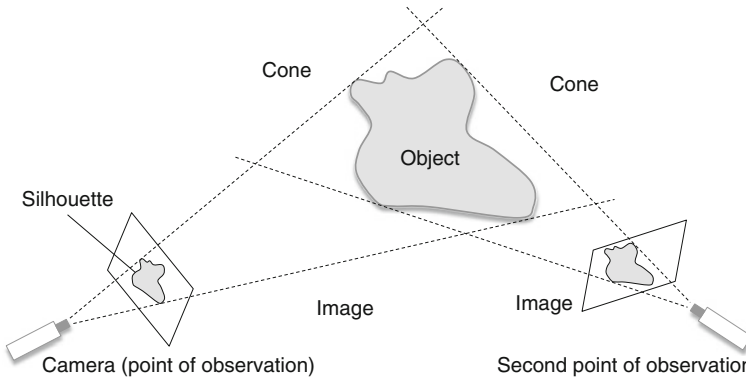 Cone
Cone
Object
Silhouette
Image
Image
Camera (point of observation)
Second point of observation